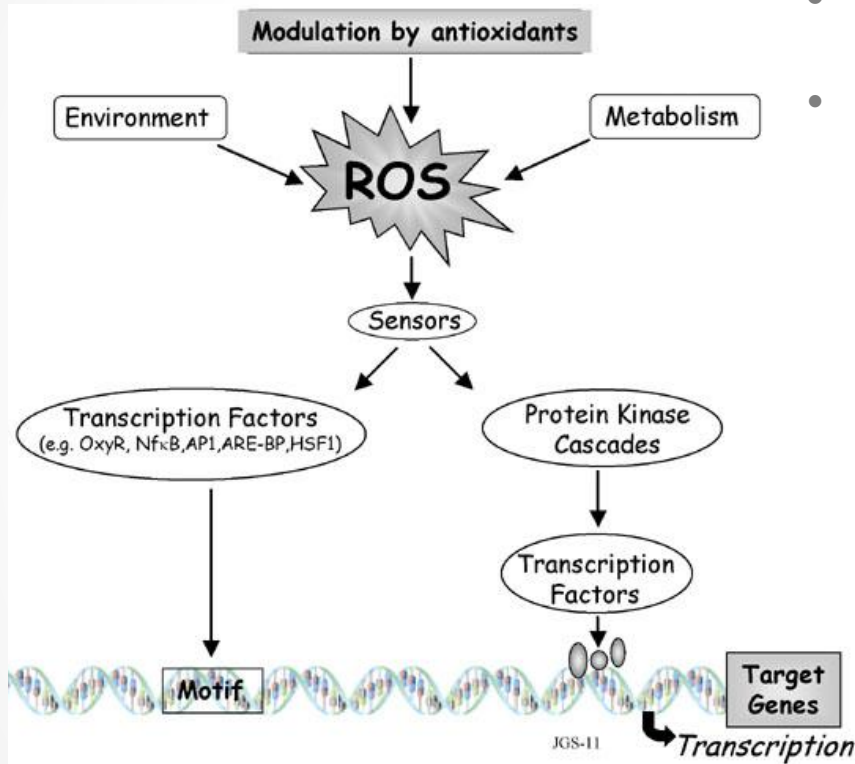 Modulation by antioxidants
Environment
Metabolism
ROS
Sensors
Transcription Factors
(e.g. OxyR, NfκB,AP1,ARE-BP,HSF1)
Protein Kinase
Cascades
Transcription
Factors
Motif
Target
Genes
JGS-11
Transcription